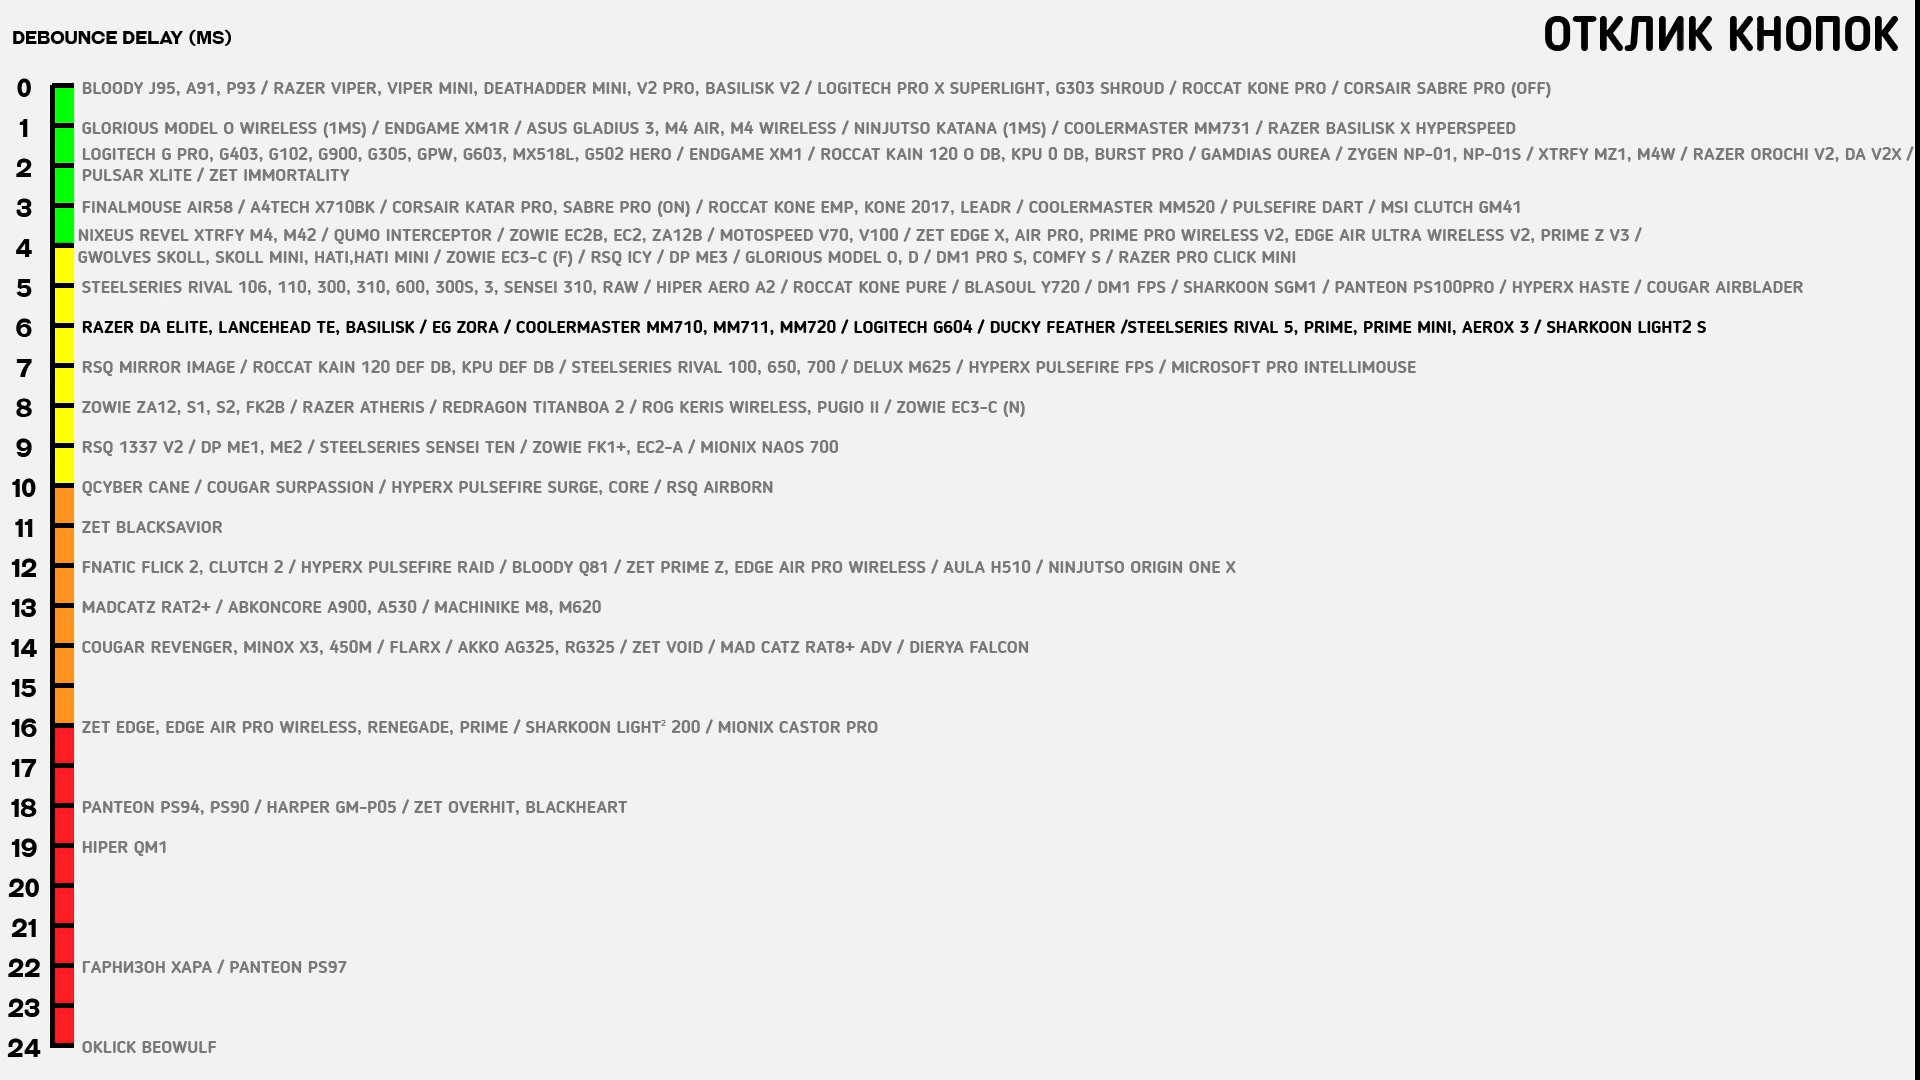 DEBOUNCE DELAY (MS)
ОТКЛИК КНОПОК
0 BLOODY J95, A91, P93 / RAZER VIPER, VIPER MINI, DEATHADDER MINI, V2 PRO, BASILISK V2 / LOGITECH PRO X SUPERLIGHT, G303 SHROUD / ROCCAT KONE PRO / CORSAIR SABRE PRO (OFF)
1 GLORIOUS MODEL O WIRELESS (1MS) / ENDGAME XM1R / ASUS GLADIUS 3, M4 AIR, M4 WIRELESS / NINJUTSO KATANA (1MS) / COOLERMASTER MM731 / RAZER BASILISK X HYPERSPEED
LOGITECH G PRO, G403, G102, G900, G305, GPW, G603, MX518L, G502 HERO / ENDGAME XM1 / ROCCAT KAIN 120 O DB, KPU 0 DB, BURST PRO / GAMDIAS OUREA / ZYGEN NP-01, NP-01S / XTRFY MZ1, M4W / RAZER OROCHI V2, DA V2X /
2 PULSAR XLITE / ZET IMMORTALITY
3 FINALMOUSE AIR58 / A4TECH X710BK / CORSAIR KATAR PRO, SABRE PRO (ON) / ROCCAT KONE EMP, KONE 2017, LEADR / COOLERMASTER MM520 / PULSEFIRE DART / MSI CLUTCH GM41
NIXEUS REVEL XTRFY M4, M42 / QUMO INTERCEPTOR / ZOWIE EC2B, EC2, ZA12B / MOTOSPEED V70, V100 / ZET EDGE X, AIR PRO, PRIME PRO WIRELESS V2, EDGE AIR ULTRA WIRELESS V2, PRIME Z V3 /
4 GWOLVES SKOLL, SKOLL MINI, HATI,HATI MINI / ZOWIE EC3-C (F) / RSQ ICY / DP ME3 / GLORIOUS MODEL O, D / DM1 PRO S, COMFY S / RAZER PRO CLICK MINI
5 STEELSERIES RIVAL 106, 110, 300, 310, 600, 300S, 3, SENSEI 310, RAW / HIPER AERO A2 / ROCCAT KONE PURE / BLASOUL Y720 / DM1 FPS / SHARKOON SGM1 / PANTEON PS100PRO / HYPERX HASTE / COUGAR AIRBLADER
6 RAZER DA ELITE, LANCEHEAD TE, BASILISK / EG ZORA / COOLERMASTER MM710, MM711, MM720 / LOGITECH G604 / DUCKY FEATHER /STEELSERIES RIVAL 5, PRIME, PRIME MINI, AEROX 3 / SHARKOON LIGHT2 S
7 RSQ MIRROR IMAGE / ROCCAT KAIN 120 DEF DB, KPU DEF DB / STEELSERIES RIVAL 100, 650, 700 / DELUX M625 / HYPERX PULSEFIRE FPS / MICROSOFT PRO INTELLIMOUSE
8 ZOWIE ZA12, S1, S2, FK2B / RAZER ATHERIS / REDRAGON TITANBOA 2 / ROG KERIS WIRELESS, PUGIO II / ZOWIE EC3-C (N)
9 RSQ 1337 V2 / DP ME1, ME2 / STEELSERIES SENSEI TEN / ZOWIE FK1+, EC2-A / MIONIX NAOS 700
10 QCYBER CANE / COUGAR SURPASSION / HYPERX PULSEFIRE SURGE, CORE / RSQ AIRBORN
11 ZET BLACKSAVIOR
12 FNATIC FLICK 2, CLUTCH 2 / HYPERX PULSEFIRE RAID / BLOODY Q81 / ZET PRIME Z, EDGE AIR PRO WIRELESS / AULA H510 / NINJUTSO ORIGIN ONE X
13 MADCATZ RAT2+ / ABKONCORE A900, A530 / MACHINIKE M8, M620
14 COUGAR REVENGER, MINOX X3, 450M / FLARX / AKKO AG325, RG325 / ZET VOID / MAD CATZ RAT8+ ADV / DIERYA FALCON
15
16 ZET EDGE, EDGE AIR PRO WIRELESS, RENEGADE, PRIME / SHARKOON LIGHT² 200 / MIONIX CASTOR PRO
17
18 PANTEON PS94, PS90 / HARPER GM-P05 / ZET OVERHIT, BLACKHEART
19 HIPER QM1
20
21
22 ГАРНИЗОН ХАРА / PANTEON PS97
23
24 OKLICK BEOWULF